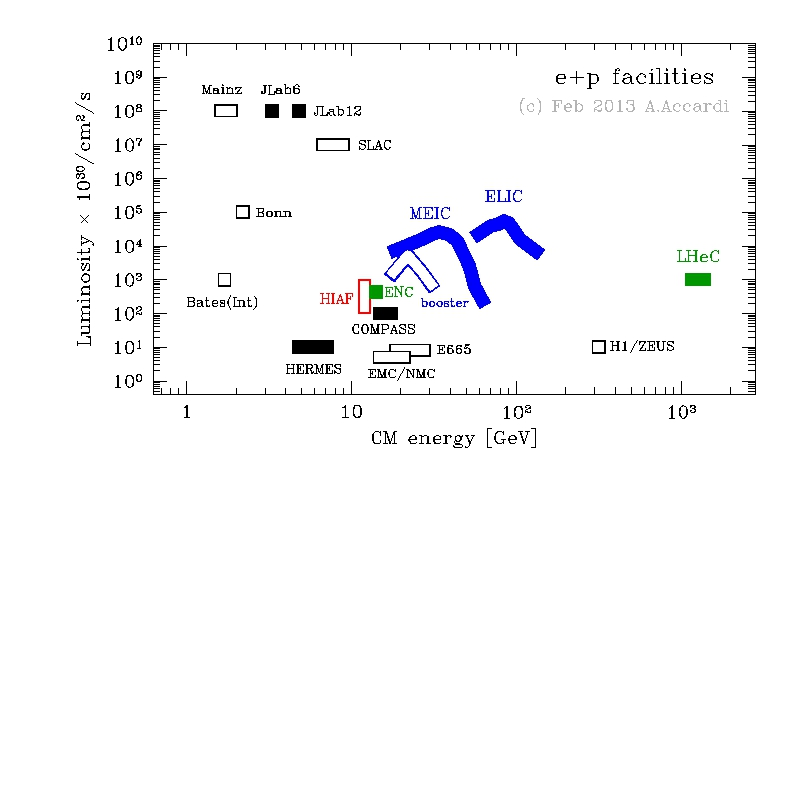 e+p facilities
(c) Feb 2013 A.Accardi
Luminosity × 10³⁰/cm²/s
10¹⁰
10⁹
10⁸
10⁷
10⁶
10⁵
10⁴
10³
10²
10¹
10⁰
Mainz
JLab6
JLab12
SLAC
Bonn
MEIC
ELIC
LHeC
Bates(Int)
HIAF
ENC
booster
COMPASS
E665
H1/ZEUS
HERMES
EMC/NMC
1
10
10²
10³
CM energy [GeV]